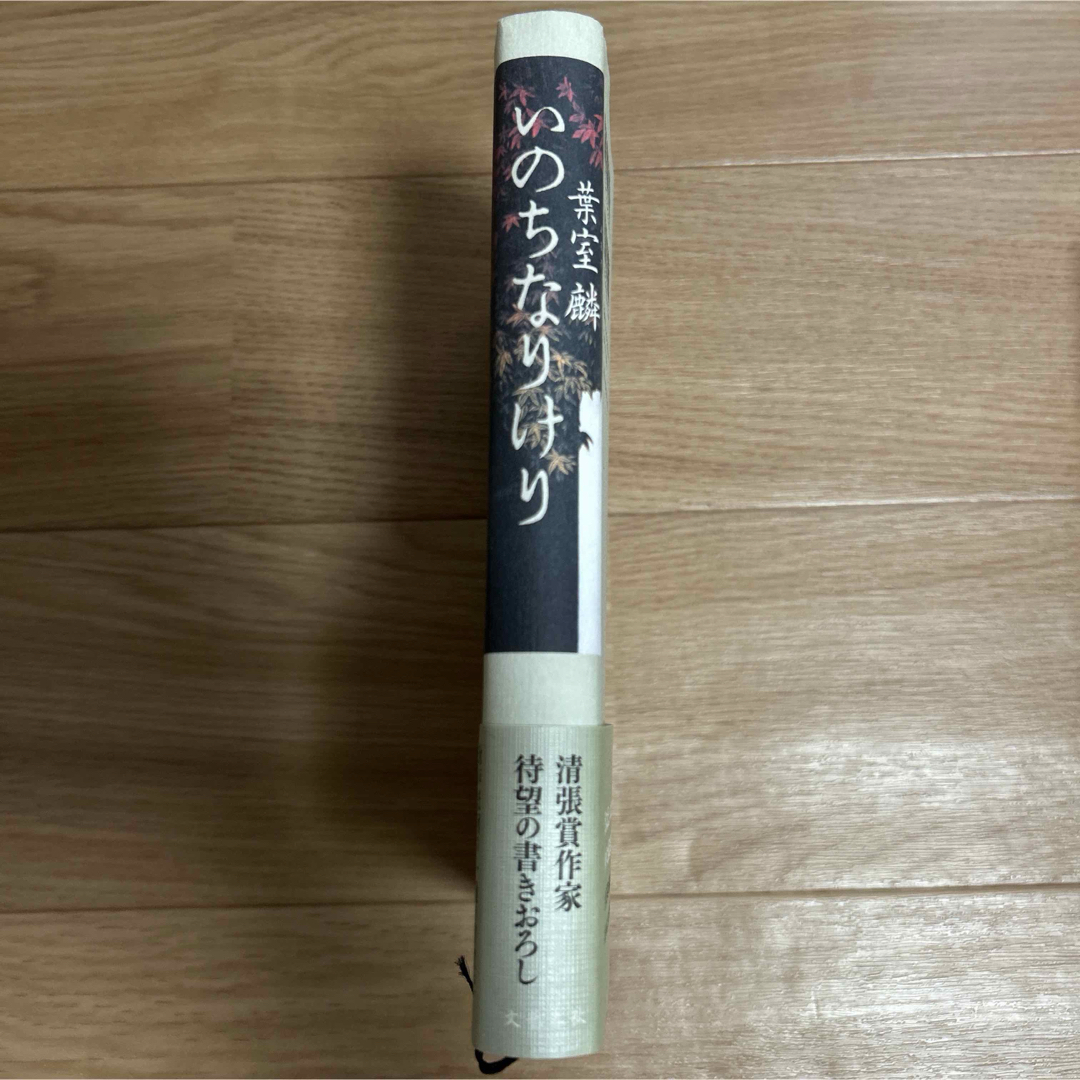 葉室麟
いのちなりけり
清張賞作家
待望の書きおろし
文